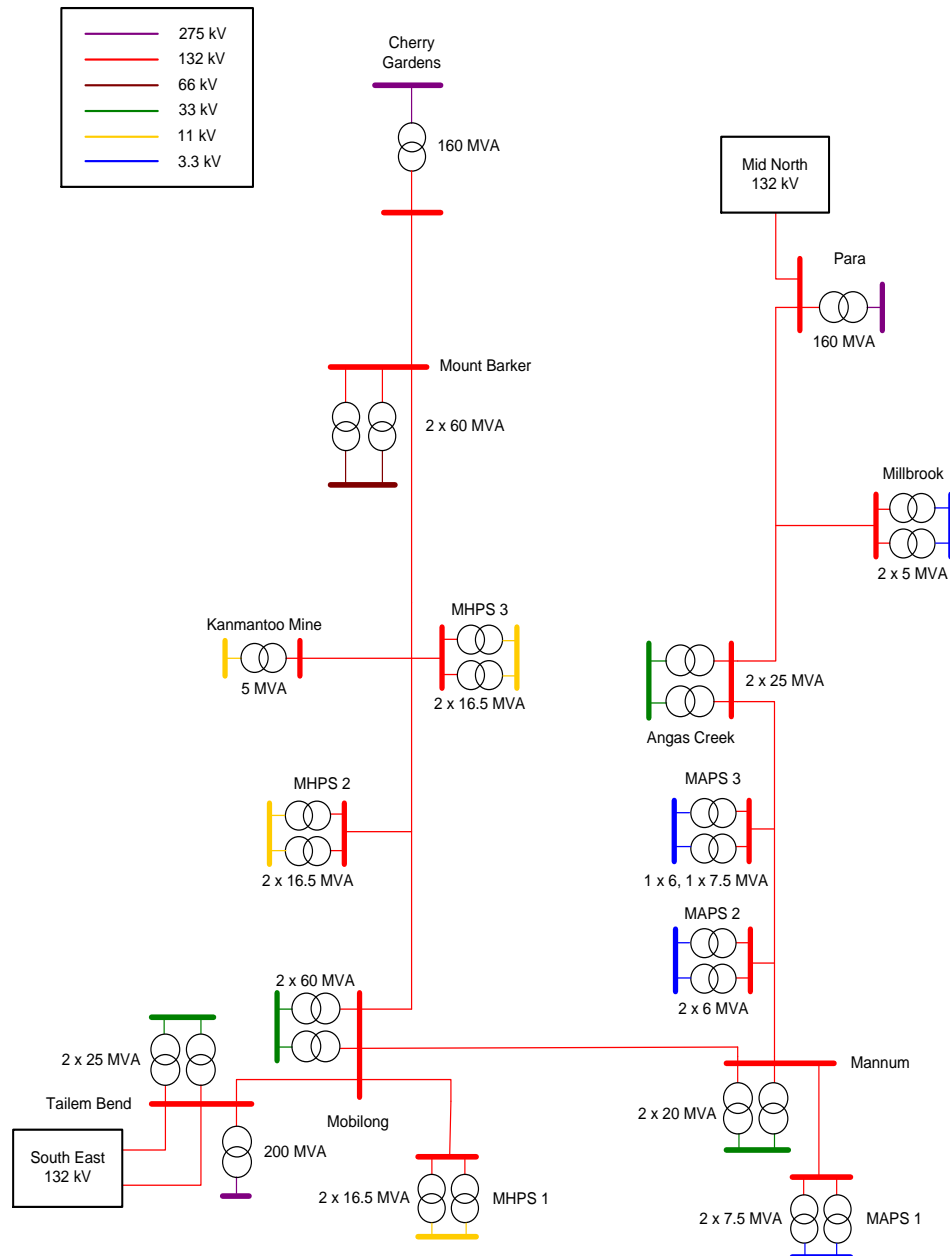 275 kV
132 kV
66 kV
33 kV
11 kV
3.3 kV
Cherry
Gardens
160 MVA
Mid North
132 kV
Para
160 MVA
Mount Barker
2 x 60 MVA
Millbrook
2 x 5 MVA
Kanmantoo Mine
5 MVA
MHPS 3
2 x 16.5 MVA
2 x 25 MVA
Angas Creek
MHPS 2
2 x 16.5 MVA
MAPS 3
1 x 6, 1 x 7.5 MVA
MAPS 2
2 x 6 MVA
2 x 60 MVA
2 x 25 MVA
Tailem Bend
Mobilong
Mannum
2 x 20 MVA
South East
132 kV
200 MVA
2 x 16.5 MVA
MHPS 1
2 x 7.5 MVA
MAPS 1